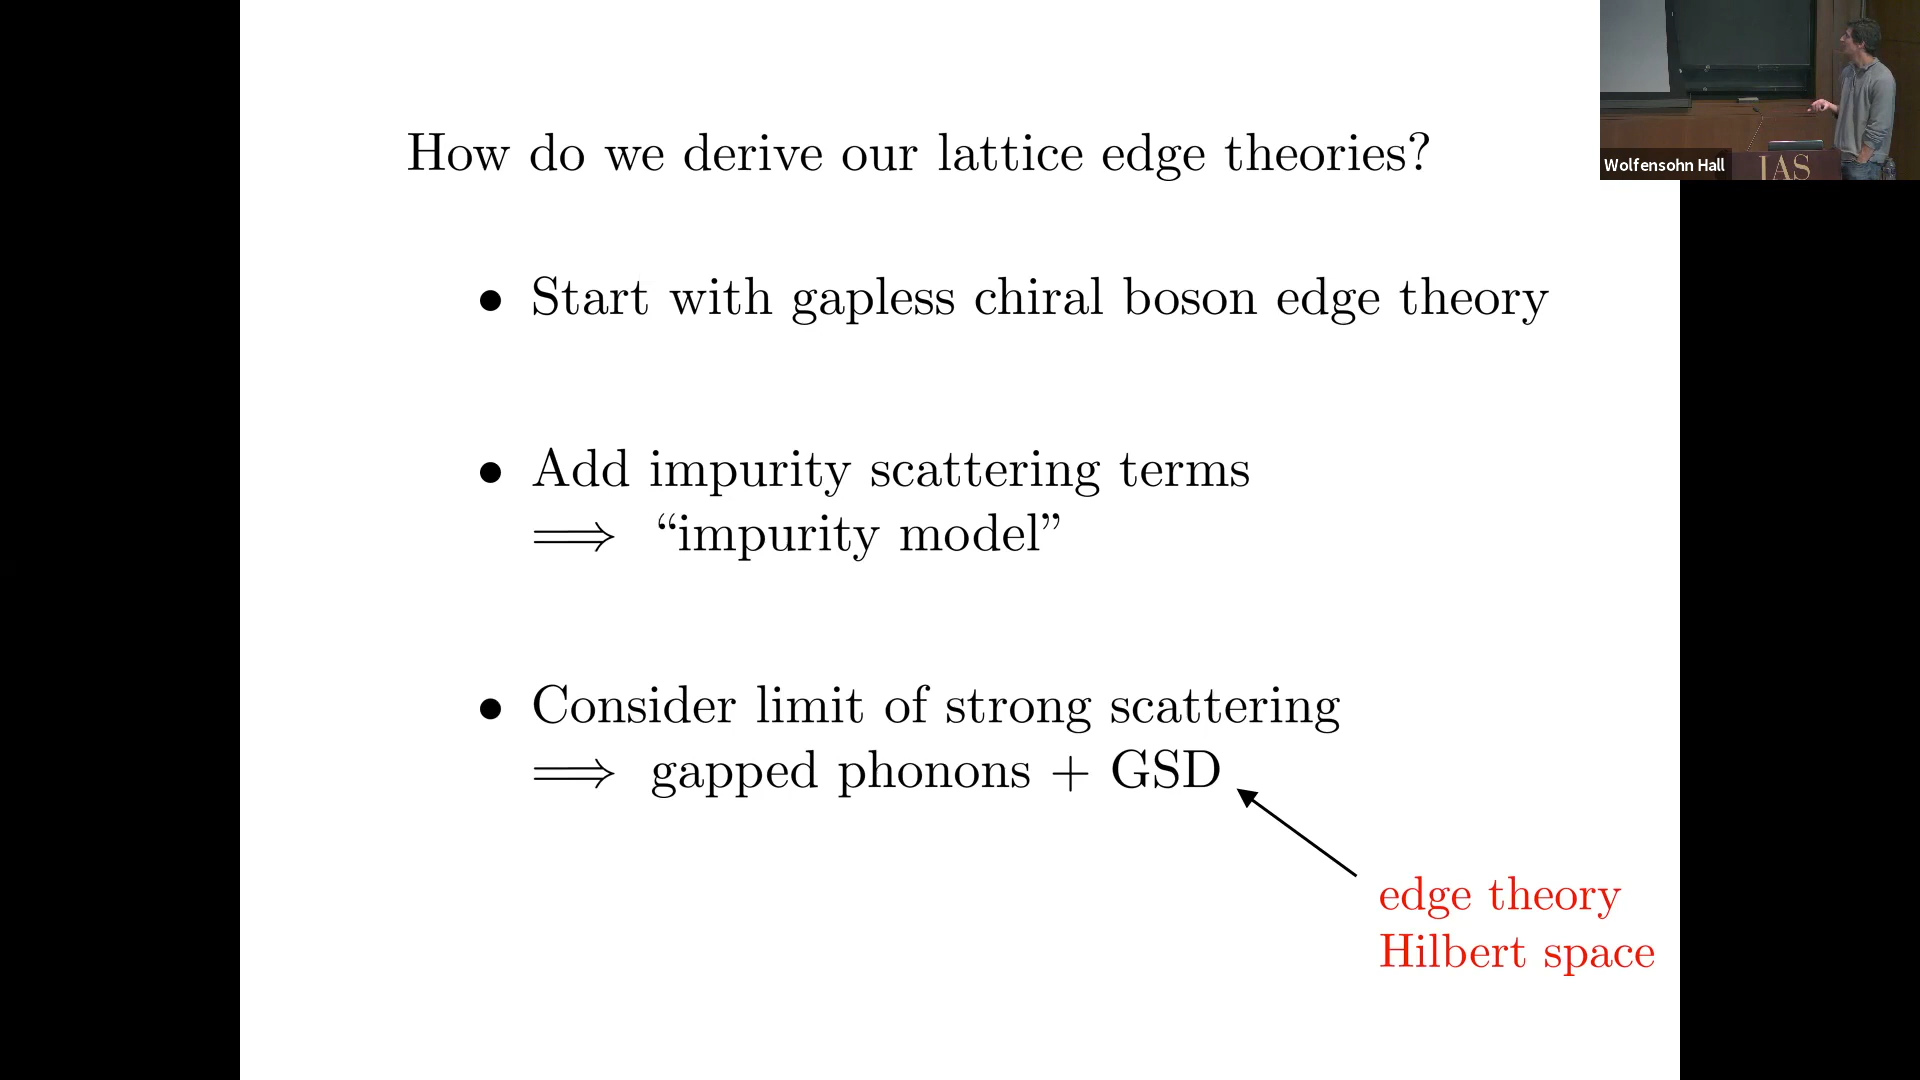 How do we derive our lattice edge theories?
• Start with gapless chiral boson edge theory
• Add impurity scattering terms
⟹ “impurity model”
• Consider limit of strong scattering
⟹ gapped phonons + GSD
edge theory
Hilbert space
Wolfensohn Hall
IAS